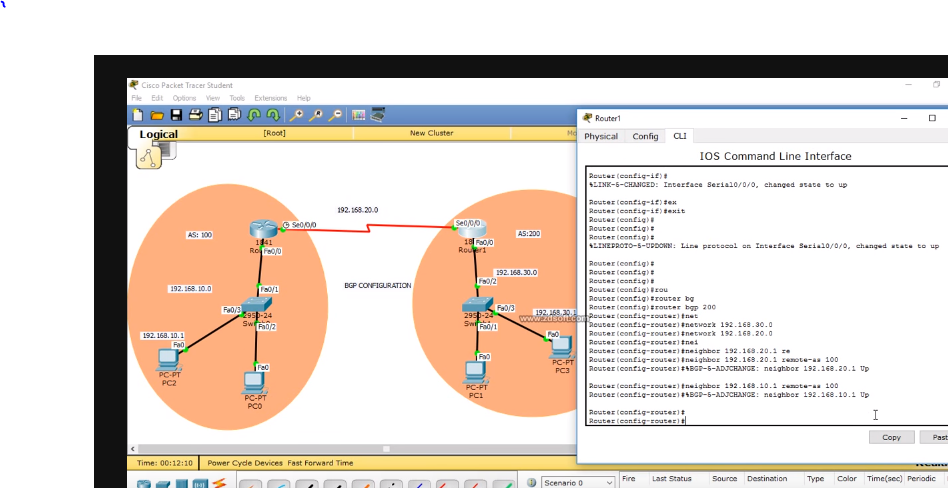 Cisco Packet Tracer Student
File Edit Options View Tools Extensions Help
Logical [Root] New Cluster
192.168.20.0
Se0/0/0
Se0/0/0
AS: 100
1841
Fa0/0
AS:200
Router1
Fa0/0
192.168.10.0
Fa0/1
BGP CONFIGURATION
192.168.30.0
Fa0/2
Fa0/3
2950-24
Fa0/2
2950-24
Fa0/3
192.168.30.1
Fa0/1
192.168.10.1
Fa0
PC-PT
PC2
Fa0
PC-PT
PC0
Fa0
PC-PT
PC1
Fa0
PC-PT
PC3
Router1
Physical Config CLI
IOS Command Line Interface
Router(config-if)#
%LINK-5-CHANGED: Interface Serial0/0/0, changed state to up
Router(config-if)#ex
Router(config-if)#exit
Router(config)#
Router(config)#
Router(config)#
%LINEPROTO-5-UPDOWN: Line protocol on Interface Serial0/0/0, changed state to up
Router(config)#
Router(config)#
Router(config)#
Router(config)#rou
Router(config)#router bg
Router(config)#router bgp 200
Router(config-router)#net
Router(config-router)#network 192.168.30.0
Router(config-router)#network 192.168.20.0
Router(config-router)#nei
Router(config-router)#neighbor 192.168.20.1 re
Router(config-router)#neighbor 192.168.20.1 remote-as 100
Router(config-router)#%BGP-5-ADJCHANGE: neighbor 192.168.20.1 Up
Router(config-router)#neighbor 192.168.10.1 remote-as 100
Router(config-router)#%BGP-5-ADJCHANGE: neighbor 192.168.10.1 Up
Router(config-router)#
Router(config-router)#
Copy
Time: 00:12:10 Power Cycle Devices Fast Forward Time
Scenario 0
Fire Last Status Source Destination Type Color Time(sec) Periodic